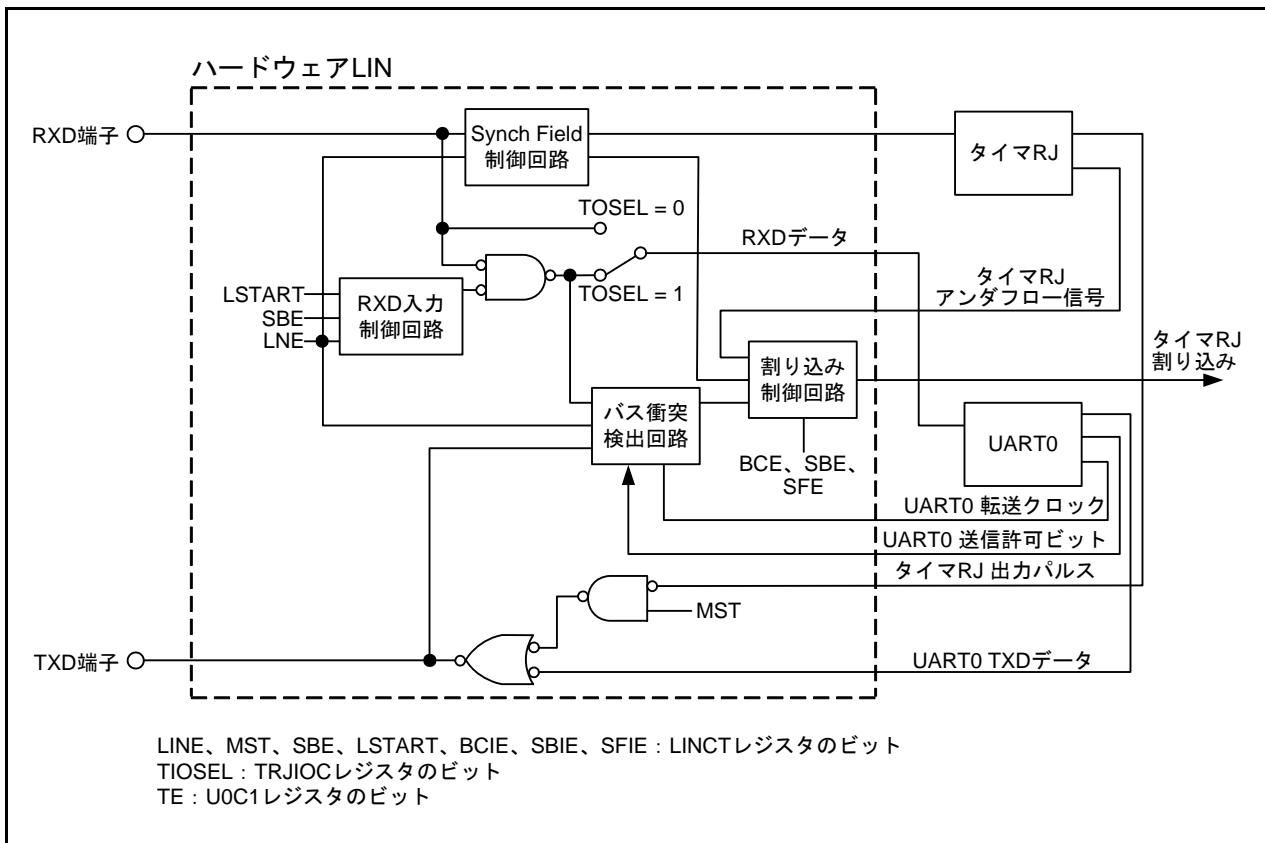 ハードウェアLIN
RXD端子
Synch Field
制御回路
タイマRJ
TOSEL = 0
RXDデータ
TOSEL = 1
LSTART
SBE
LNE
RXD入力
制御回路
タイマRJ
アンダフロー信号
タイマRJ
割り込み
割り込み
制御回路
バス衝突
検出回路
BCE、SBE、
SFE
UART0
UART0 転送クロック
UART0 送信許可ビット
タイマRJ 出力パルス
MST
TXD端子
UART0 TXDデータ
LINE、MST、SBE、LSTART、BCIE、SBIE、SFIE：LINCTレジスタのビット
TIOSEL：TRJIOCレジスタのビット
TE：U0C1レジスタのビット